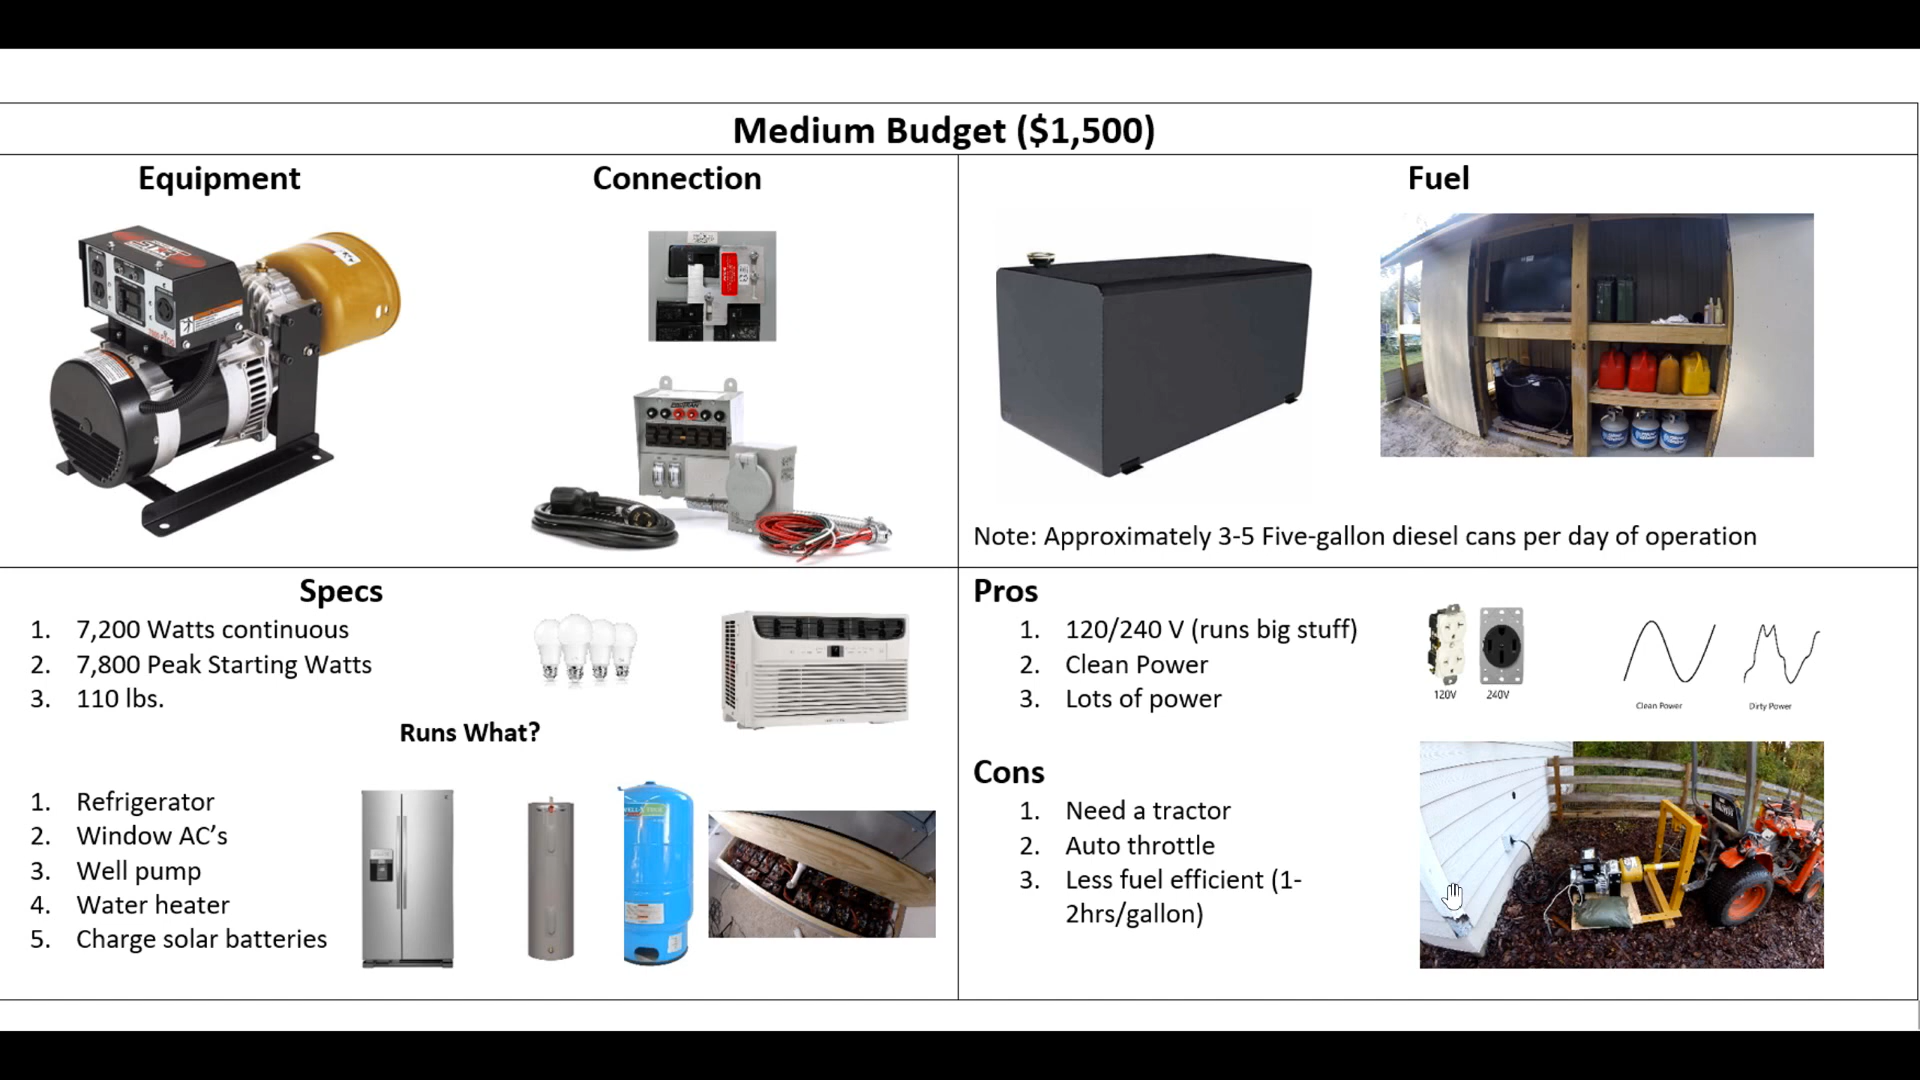 Medium Budget ($1,500)
Equipment
Connection
Fuel
Note: Approximately 3-5 Five-gallon diesel cans per day of operation
Specs
1. 7,200 Watts continuous
2. 7,800 Peak Starting Watts
3. 110 lbs.
Runs What?
1. Refrigerator
2. Window AC’s
3. Well pump
4. Water heater
5. Charge solar batteries
Pros
1. 120/240 V (runs big stuff)
2. Clean Power
3. Lots of power
120V
240V
Clean Power
Dirty Power
Cons
1. Need a tractor
2. Auto throttle
3. Less fuel efficient (1-
2hrs/gallon)